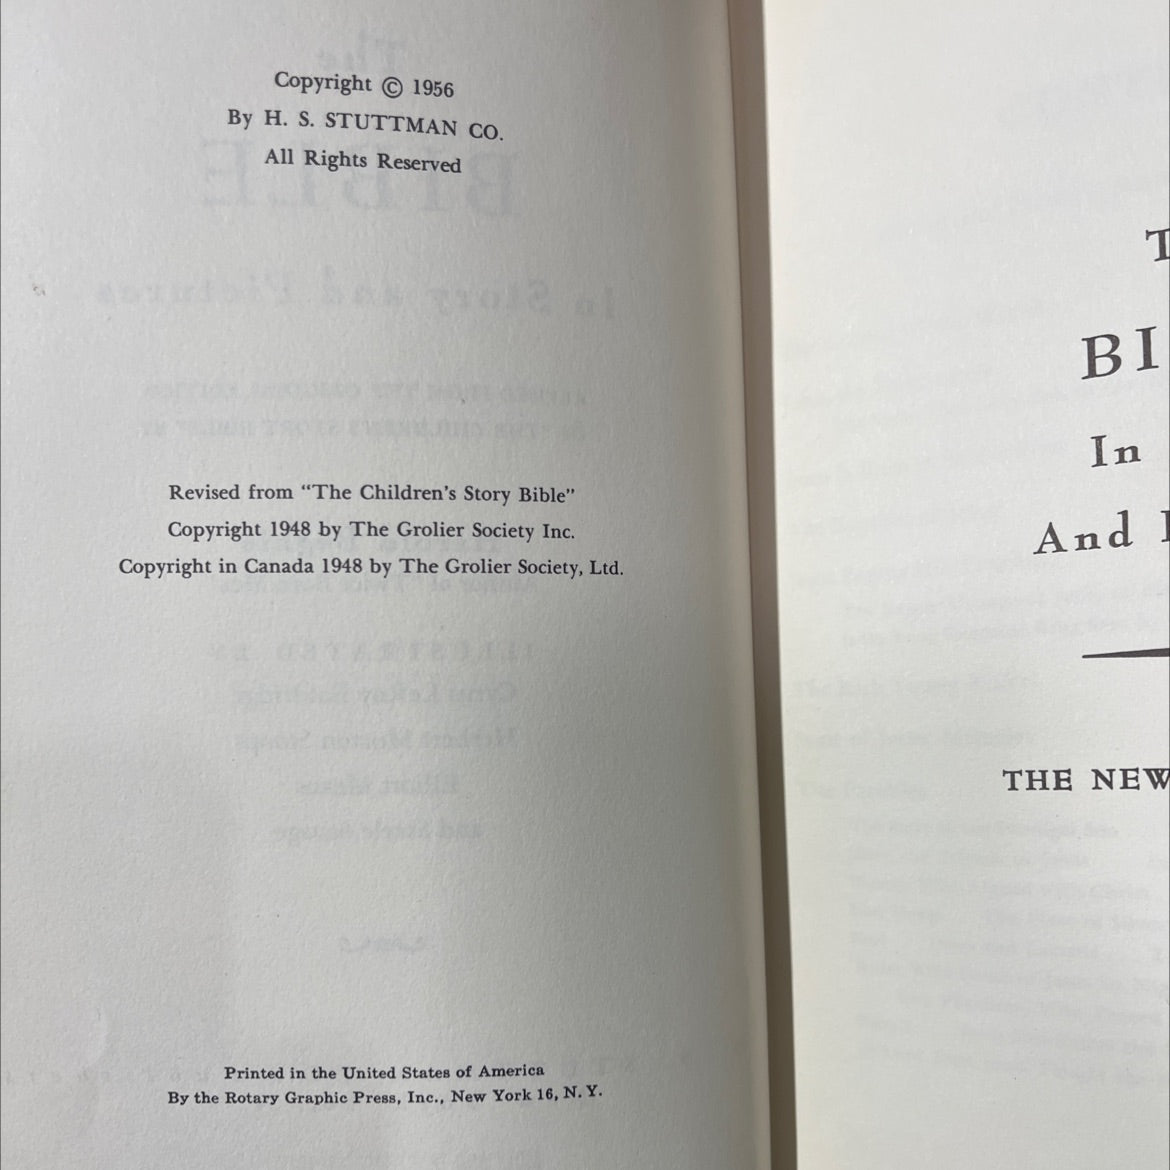 Copyright © 1956
By H. S. STUTTMAN CO.
All Rights Reserved
Revised from “The Children’s Story Bible”
Copyright 1948 by The Grolier Society Inc.
Copyright in Canada 1948 by The Grolier Society, Ltd.
Printed in the United States of America
By the Rotary Graphic Press, Inc., New York 16, N. Y.
T
BI
In
And
THE NEW